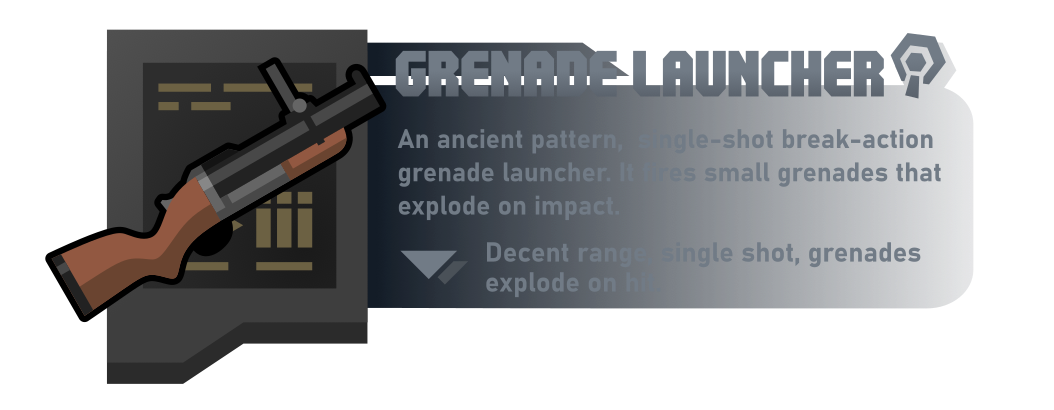 GRENADE LAUNCHER
An ancient pattern, single-shot break-action
grenade launcher. It fires small grenades that
explode on impact.
Decent range, single shot, grenades
explode on hit.